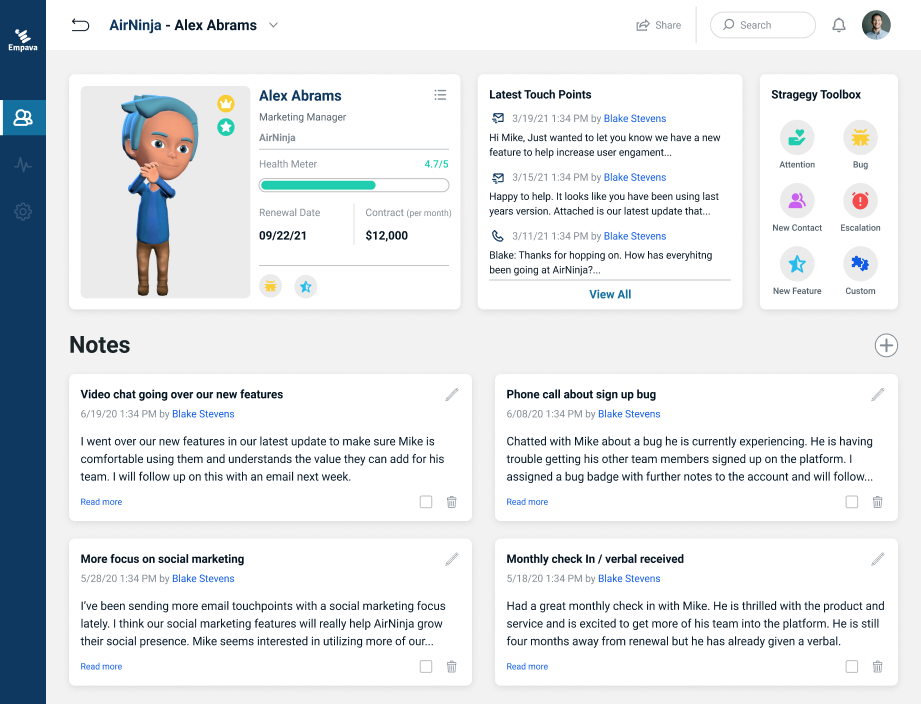 Empava
AirNinja - Alex Abrams
Share
Search
Alex Abrams
Marketing Manager
AirNinja
Health Meter
4.7/5
Renewal Date
Contract (per month)
09/22/21
$12,000
Latest Touch Points
3/19/21 1:34 PM by Blake Stevens
Hi Mike, Just wanted to let you know we have a new
feature to help increase user engament...
3/15/21 1:34 PM by Blake Stevens
Happy to help. It looks like you have been using last
years version. Attached is our latest update that...
3/11/21 1:34 PM by Blake Stevens
Blake: Thanks for hopping on. How has everyhitng
been going at AirNinja?...
View All
Stragegy Toolbox
Attention
Bug
New Contact
Escalation
New Feature
Custom
Notes
Video chat going over our new features
6/19/20 1:34 PM by Blake Stevens
I went over our new features in our latest update to make sure Mike is
comfortable using them and understands the value they can add for his
team. I will follow up on this with an email next week.
Read more
Phone call about sign up bug
6/08/20 1:34 PM by Blake Stevens
Chatted with Mike about a bug he is currently experiencing. He is having
trouble getting his other team members signed up on the platform. I
assigned a bug badge with further notes to the account and will follow...
Read more
More focus on social marketing
5/28/20 1:34 PM by Blake Stevens
I've been sending more email touchpoints with a social marketing focus
lately. I think our social marketing features will really help AirNinja grow
their social presence. Mike seems interested in utilizing more of our...
Read more
Monthly check In / verbal received
5/18/20 1:34 PM by Blake Stevens
Had a great monthly check in with Mike. He is thrilled with the product and
service and is excited to get more of his team into the platform. He is still
four months away from renewal but he has already given a verbal.
Read more